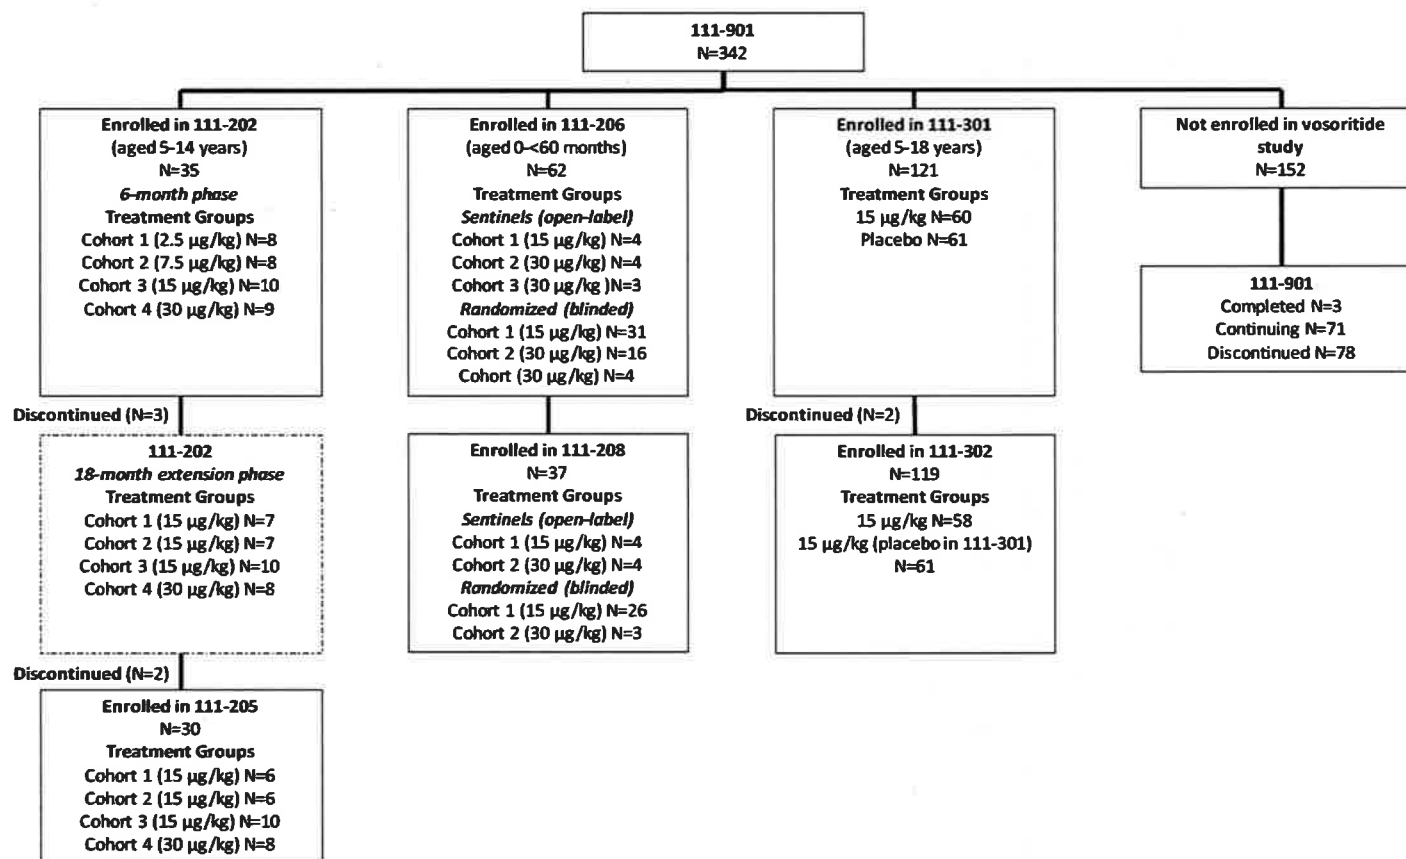 111-901
N=342
Enrolled in 111-202
(aged 5-14 years)
N=35
6-month phase
Treatment Groups
Cohort 1 (2.5 µg/kg) N=8
Cohort 2 (7.5 µg/kg) N=8
Cohort 3 (15 µg/kg) N=10
Cohort 4 (30 µg/kg) N=9
Discontinued (N=3)
111-202
18-month extension phase
Treatment Groups
Cohort 1 (15 µg/kg) N=7
Cohort 2 (15 µg/kg) N=7
Cohort 3 (15 µg/kg) N=10
Cohort 4 (30 µg/kg) N=8
Discontinued (N=2)
Enrolled in 111-205
N=30
Treatment Groups
Cohort 1 (15 µg/kg) N=6
Cohort 2 (15 µg/kg) N=6
Cohort 3 (15 µg/kg) N=10
Cohort 4 (30 µg/kg) N=8
Enrolled in 111-206
(aged 0-<60 months)
N=62
Treatment Groups
Sentinels (open-label)
Cohort 1 (15 µg/kg) N=4
Cohort 2 (30 µg/kg) N=4
Cohort 3 (30 µg/kg )N=3
Randomized (blinded)
Cohort 1 (15 µg/kg) N=31
Cohort 2 (30 µg/kg) N=16
Cohort (30 µg/kg) N=4
Enrolled in 111-208
N=37
Treatment Groups
Sentinels (open-label)
Cohort 1 (15 µg/kg) N=4
Cohort 2 (30 µg/kg) N=4
Randomized (blinded)
Cohort 1 (15 µg/kg) N=26
Cohort 2 (30 µg/kg) N=3
Enrolled in 111-301
(aged 5-18 years)
N=121
Treatment Groups
15 µg/kg N=60
Placebo N=61
Discontinued (N=2)
Enrolled in 111-302
N=119
Treatment Groups
15 µg/kg N=58
15 µg/kg (placebo in 111-301)
N=61
Not enrolled in vosoritide
study
N=152
111-901
Completed N=3
Continuing N=71
Discontinued N=78